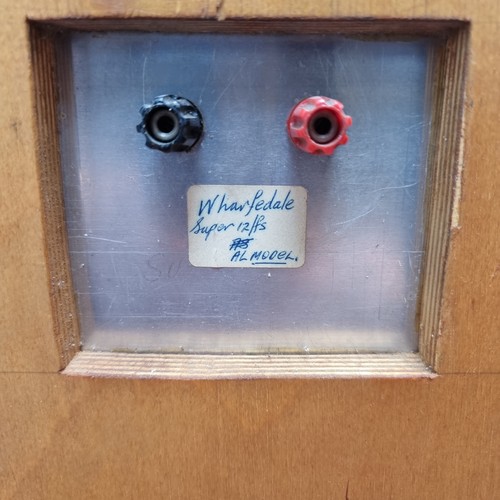 Wharfedale
Super 12/fs
AL MODEL.